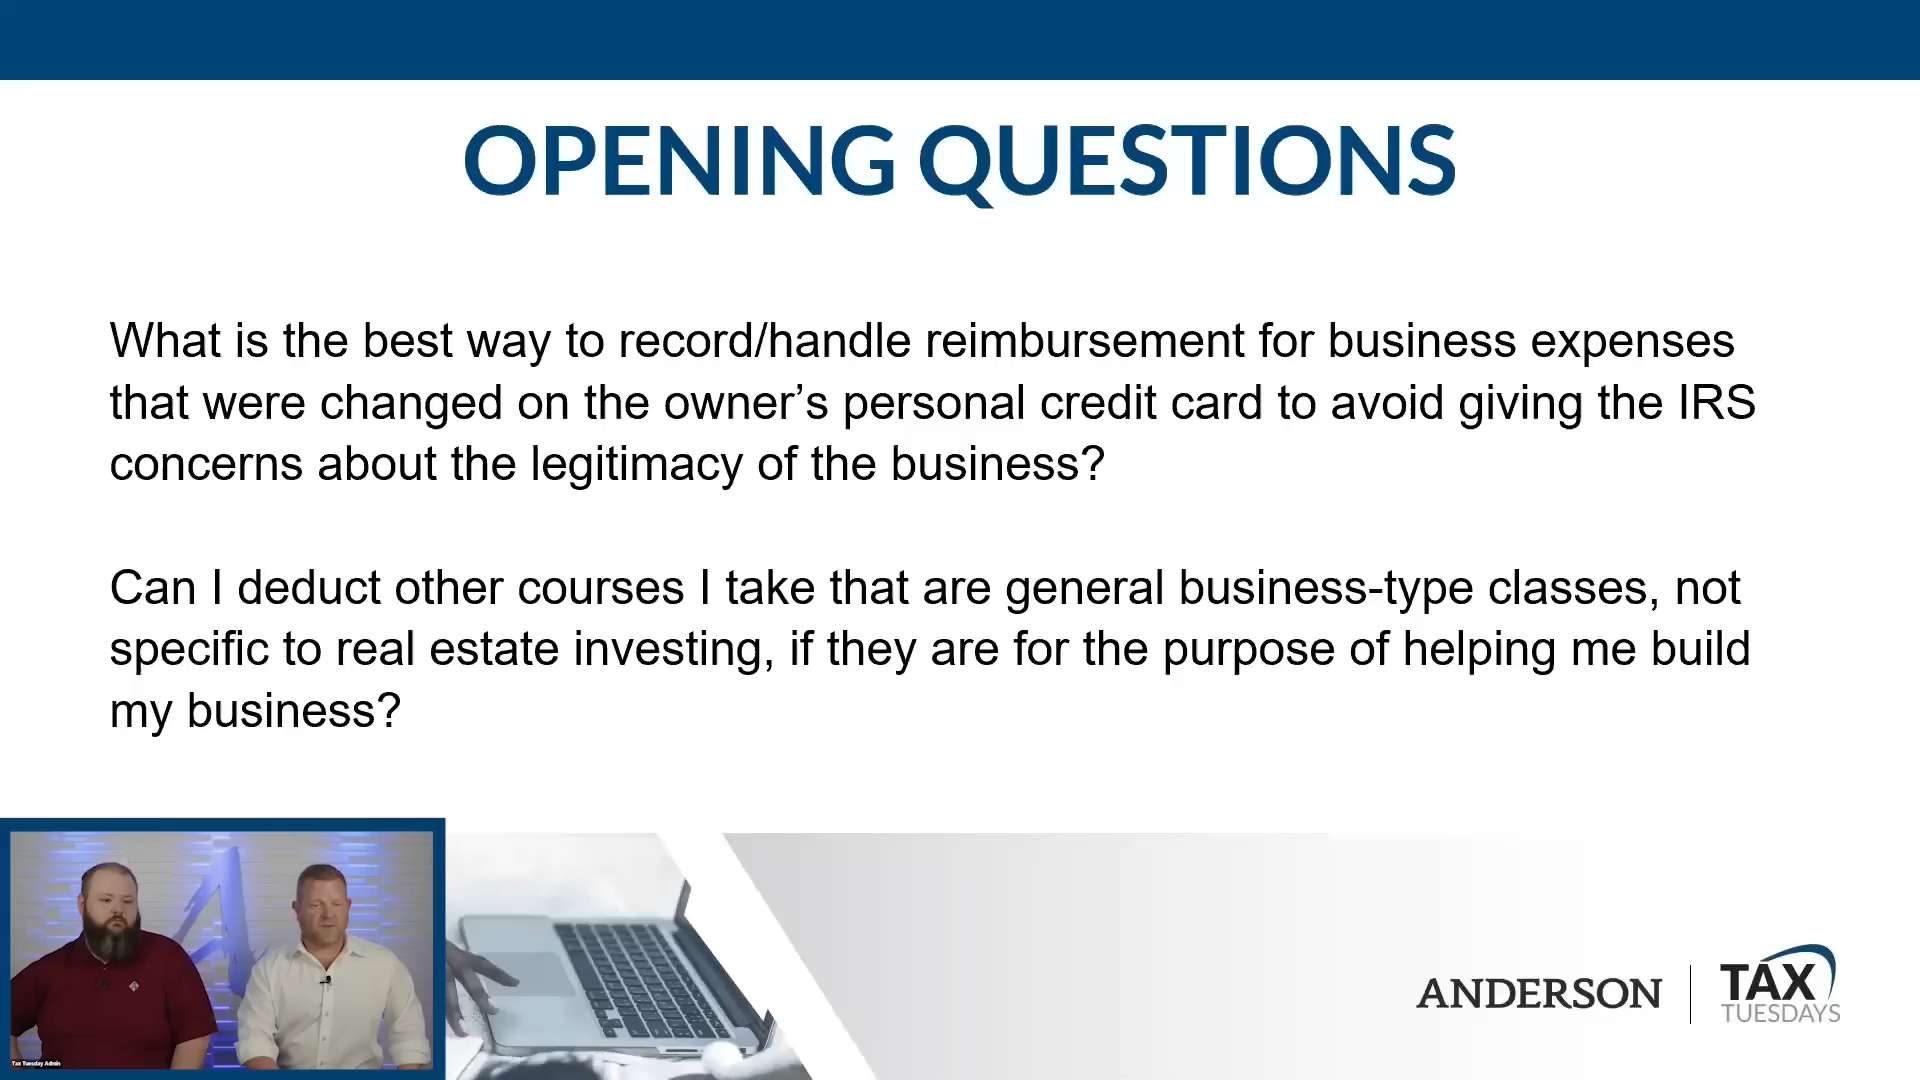 OPENING QUESTIONS
What is the best way to record/handle reimbursement for business expenses
that were changed on the owner’s personal credit card to avoid giving the IRS
concerns about the legitimacy of the business?
Can I deduct other courses I take that are general business-type classes, not
specific to real estate investing, if they are for the purpose of helping me build
my business?
Tax Tuesday Admin
ANDERSON
TAX
TUESDAYS